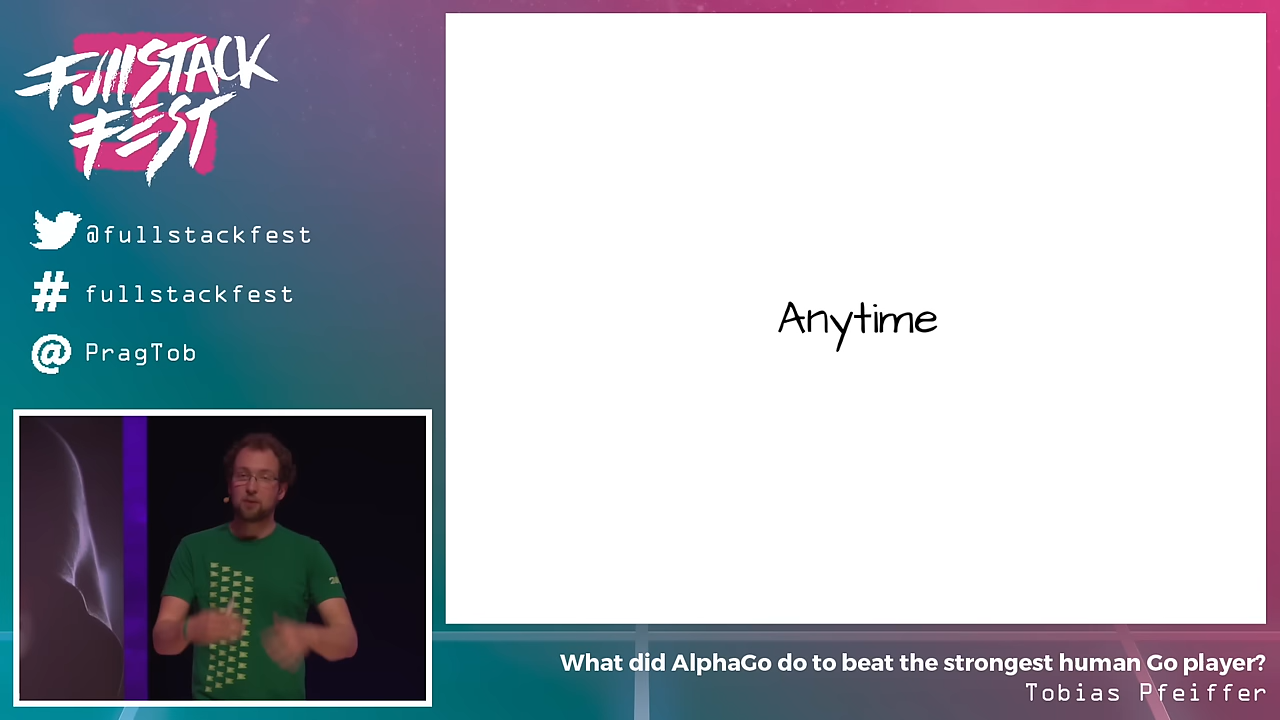 FullSTACK
FEST
@fullstackfest
# fullstackfest
@ PragTob
Anytime
What did AlphaGo do to beat the strongest human Go player?
Tobias Pfeiffer